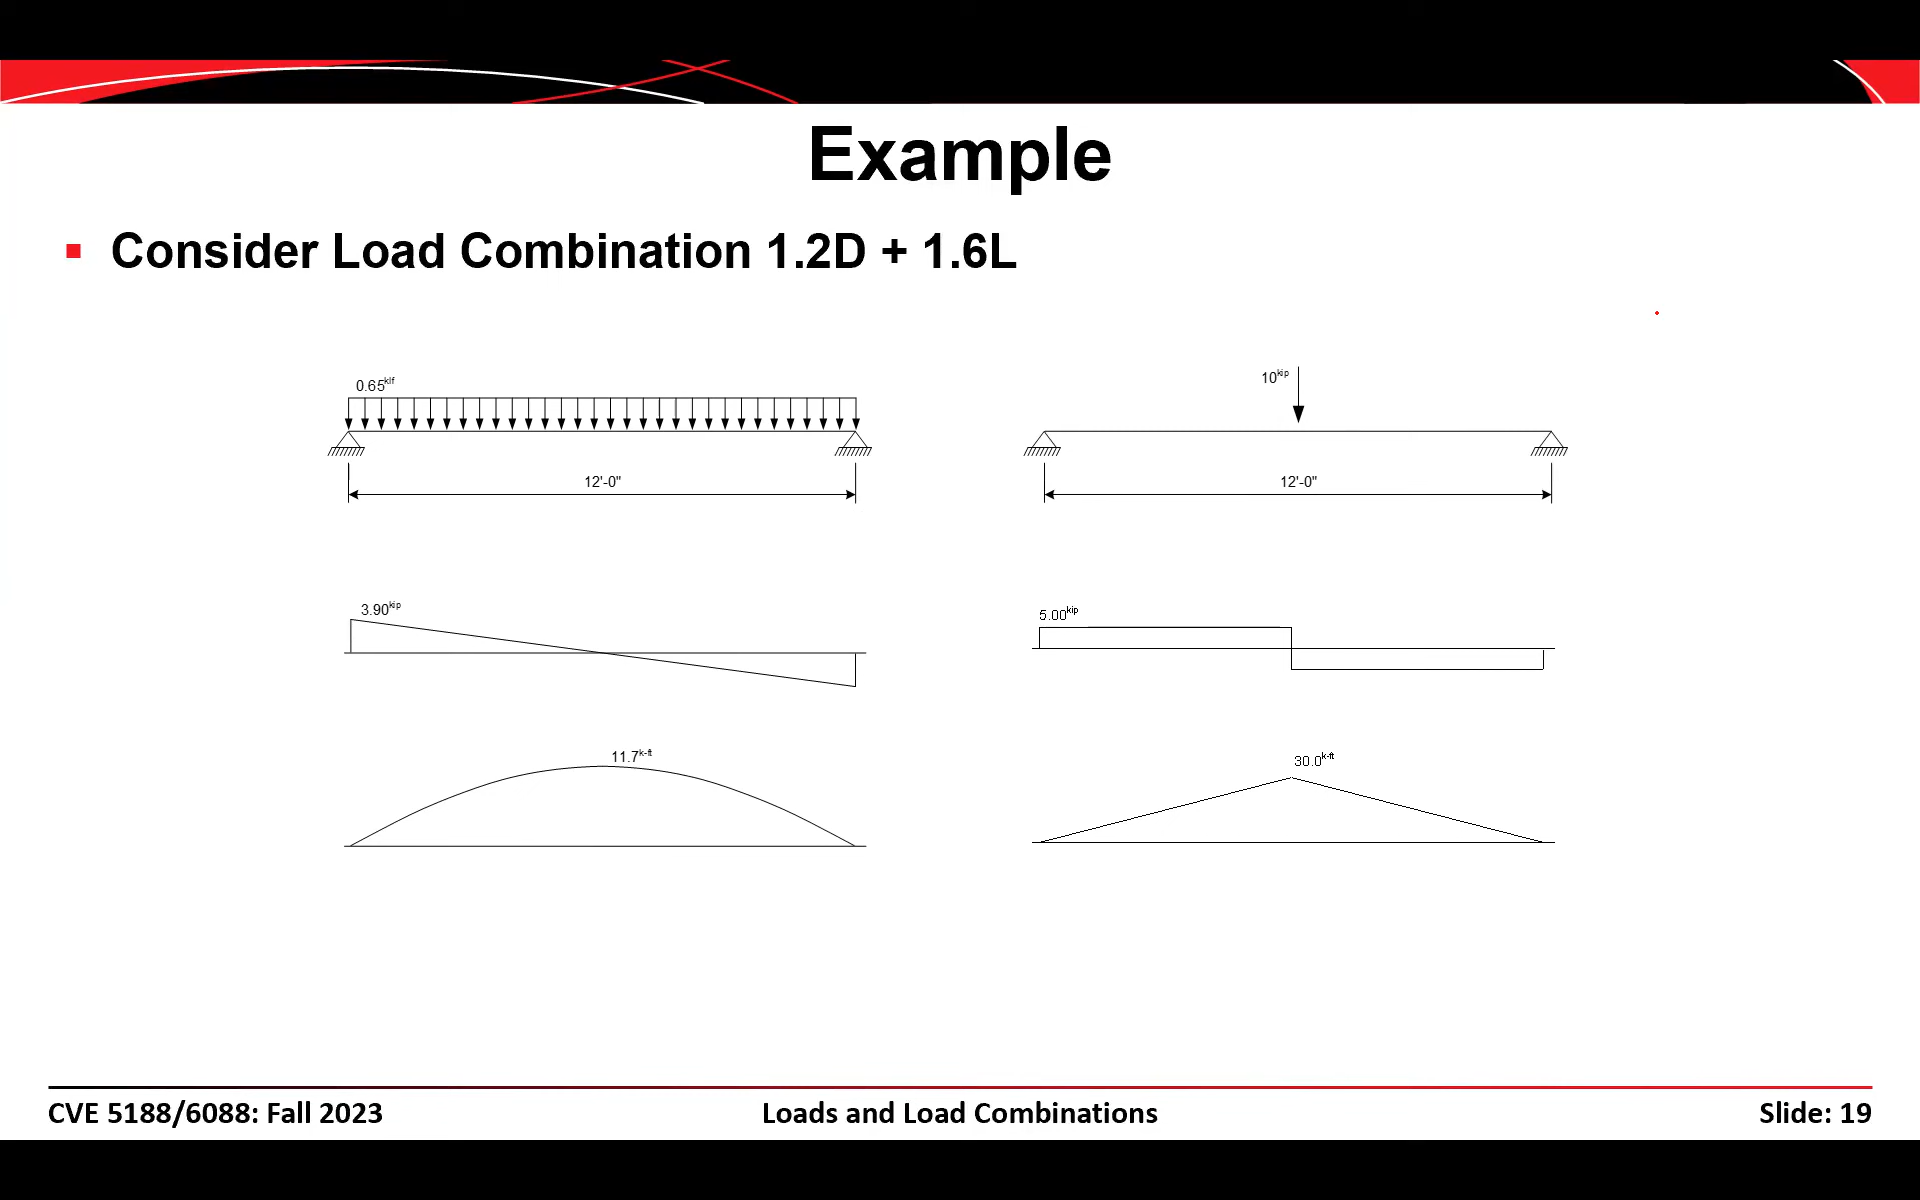 Example
Consider Load Combination 1.2D + 1.6L
0.65klf
10kip
12'-0"
12'-0"
3.90kip
5.00kip
11.7k-ft
30.0k-ft
CVE 5188/6088: Fall 2023
Loads and Load Combinations
Slide: 19